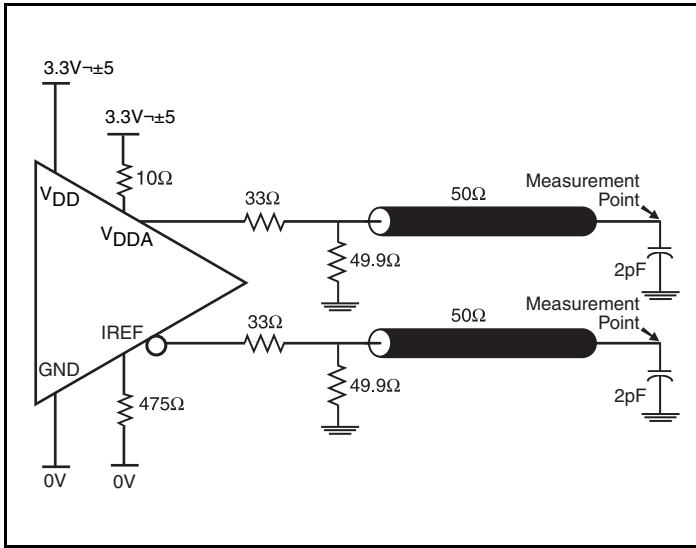 3.3V¬±5
3.3V¬±5
10Ω
VDD
VDDA
33Ω
50Ω
Measurement
Point
49.9Ω
2pF
IREF
33Ω
50Ω
Measurement
Point
GND
49.9Ω
2pF
475Ω
0V
0V